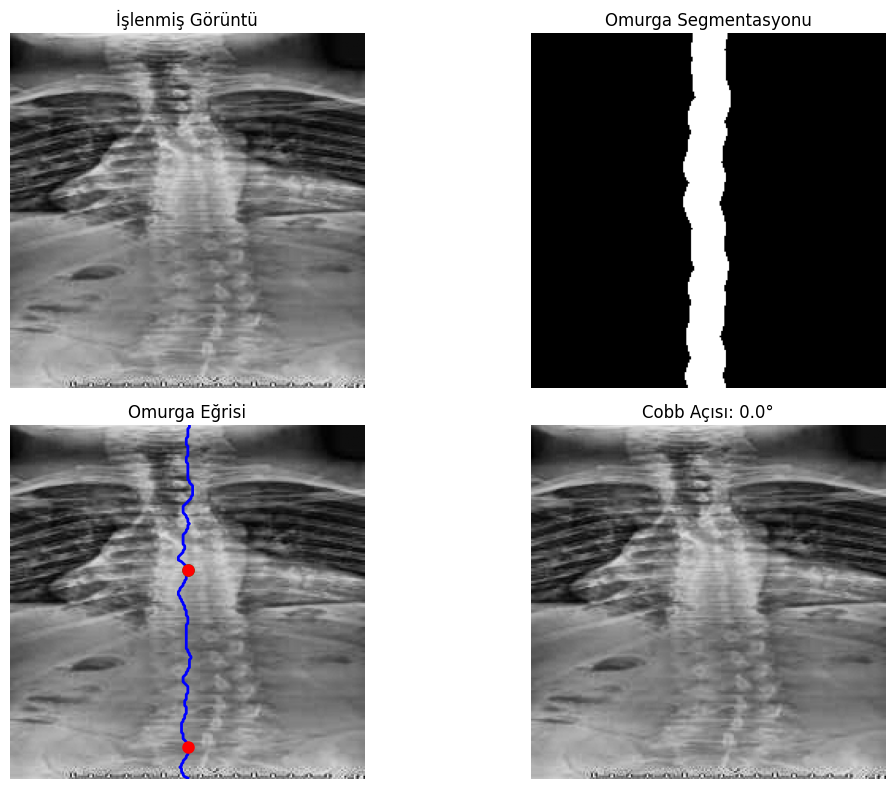 İşlenmiş Görüntü
Omurga Segmentasyonu
Omurga Eğrisi
Cobb Açısı: 0.0°